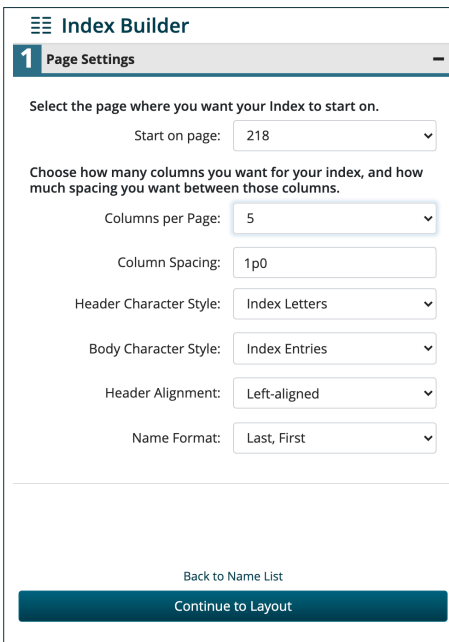 Index Builder
1 Page Settings
Select the page where you want your Index to start on.
Start on page: 218
Choose how many columns you want for your index, and how
much spacing you want between those columns.
Columns per Page: 5
Column Spacing: 1p0
Header Character Style: Index Letters
Body Character Style: Index Entries
Header Alignment: Left-aligned
Name Format: Last, First
Back to Name List
Continue to Layout